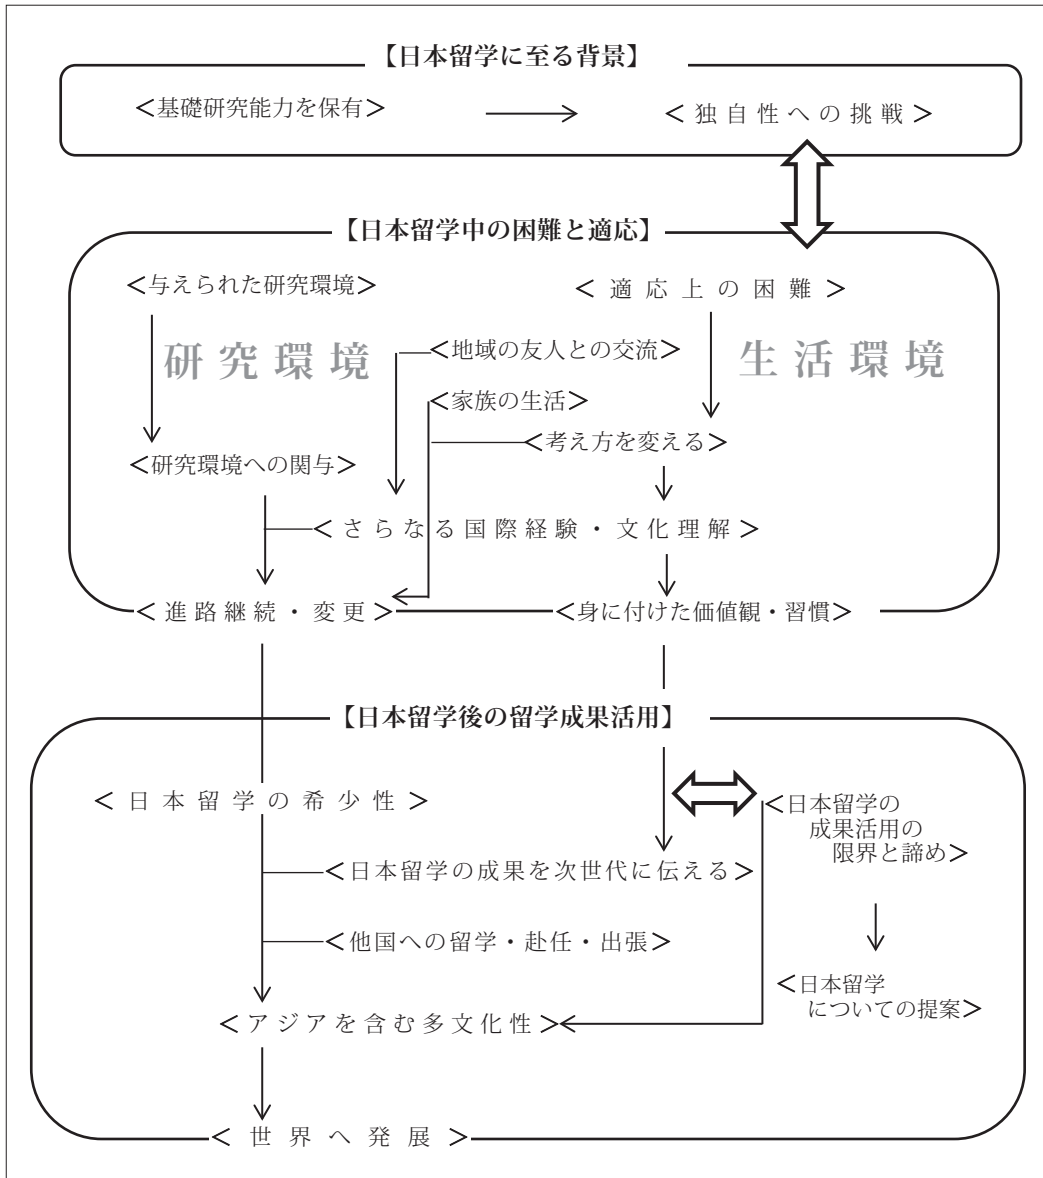 【日本留学に至る背景】
＜基礎研究能力を保有＞
＜独自性への挑戦＞
【日本留学中の困難と適応】
＜与えられた研究環境＞
＜適応上の困難＞
研究環境
＜地域の友人との交流＞
生活環境
＜家族の生活＞
＜考え方を変える＞
＜研究環境への関与＞
＜さらなる国際経験・文化理解＞
＜進路継続・変更＞
＜身に付けた価値観・習慣＞
【日本留学後の留学成果活用】
＜日本留学の希少性＞
＜日本留学の
成果活用の
限界と諦め＞
＜日本留学の成果を次世代に伝える＞
＜他国への留学・赴任・出張＞
＜日本留学
についての提案＞
＜アジアを含む多文化性＞
＜世界へ発展＞